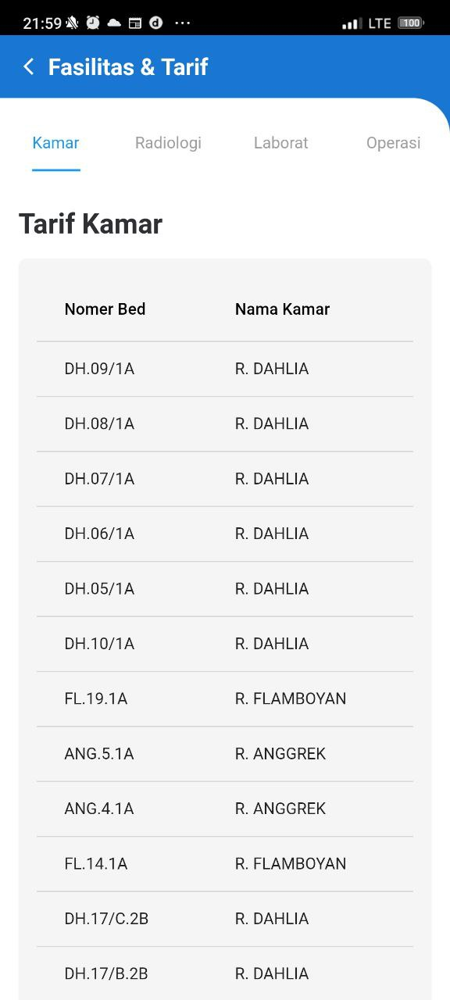 21:59 LTE 100
Fasilitas & Tarif
Kamar Radiologi Laborat Operasi
Tarif Kamar
Nomer Bed Nama Kamar
DH.09/1A R. DAHLIA
DH.08/1A R. DAHLIA
DH.07/1A R. DAHLIA
DH.06/1A R. DAHLIA
DH.05/1A R. DAHLIA
DH.10/1A R. DAHLIA
FL.19.1A R. FLAMBOYAN
ANG.5.1A R. ANGGREK
ANG.4.1A R. ANGGREK
FL.14.1A R. FLAMBOYAN
DH.17/C.2B R. DAHLIA
DH.17/B.2B R. DAHLIA